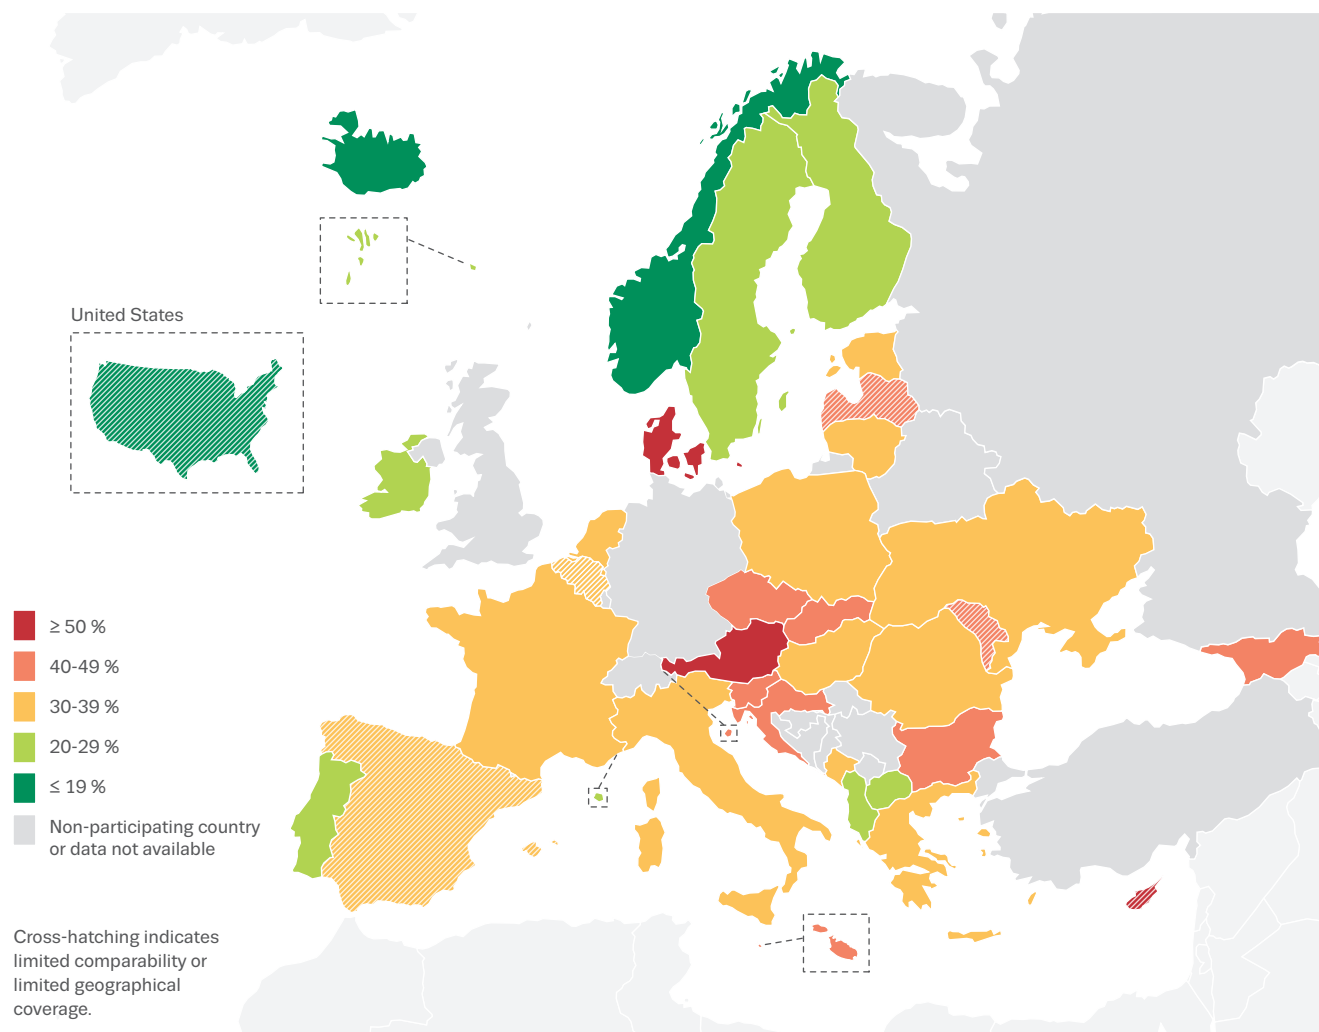 United States
≥ 50 %
40-49 %
30-39 %
20-29 %
≤ 19 %
Non-participating country
or data not available
Cross-hatching indicates
limited comparability or
limited geographical
coverage.